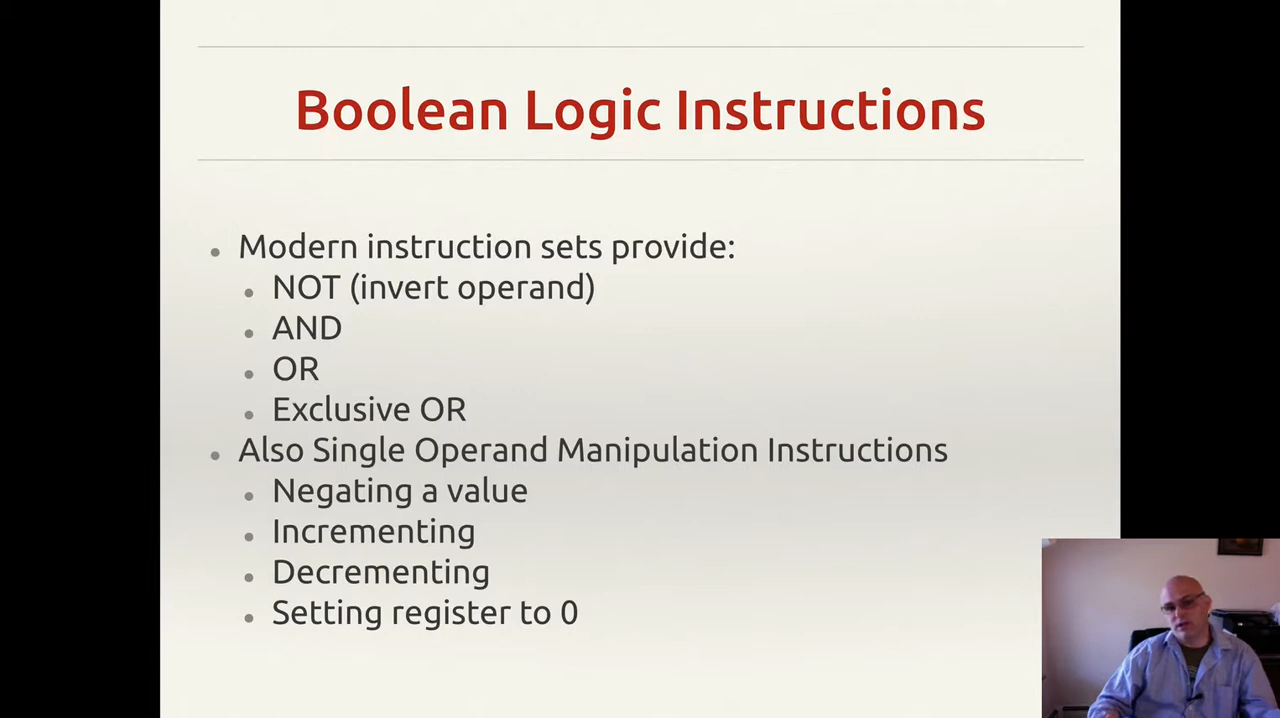 Boolean Logic Instructions
Modern instruction sets provide:
NOT (invert operand)
AND
OR
Exclusive OR
Also Single Operand Manipulation Instructions
Negating a value
Incrementing
Decrementing
Setting register to 0